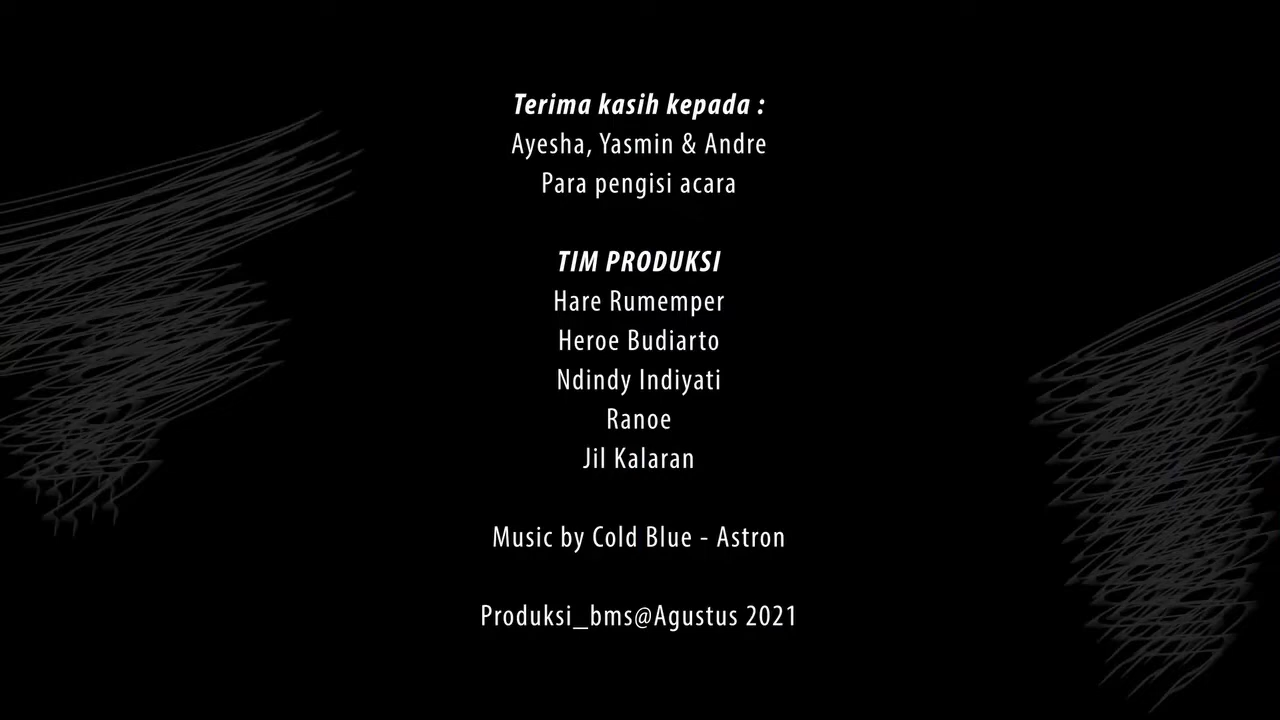 Terima kasih kepada :
Ayesha, Yasmin & Andre
Para pengisi acara
TIM PRODUKSI
Hare Rumemper
Heroe Budiarto
Ndindy Indiyati
Ranoe
Jil Kalaran
Music by Cold Blue - Astron
Produksi_bms@Agustus 2021